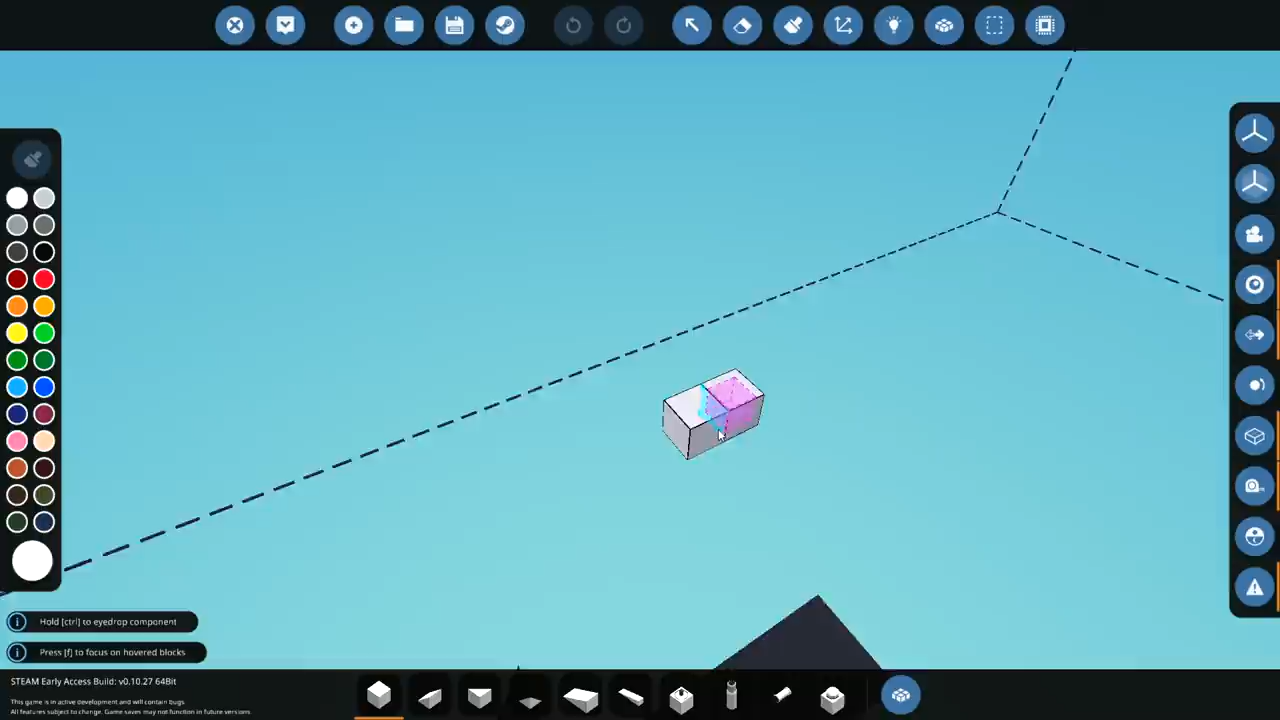 Hold [ctrl] to eyedrop component
Press [f] to focus on hovered blocks
STEAM Early Access Build: v0.10.27 64Bit
This game is in active development and will contain bugs.
All features subject to change. Game saves may not function in future versions.